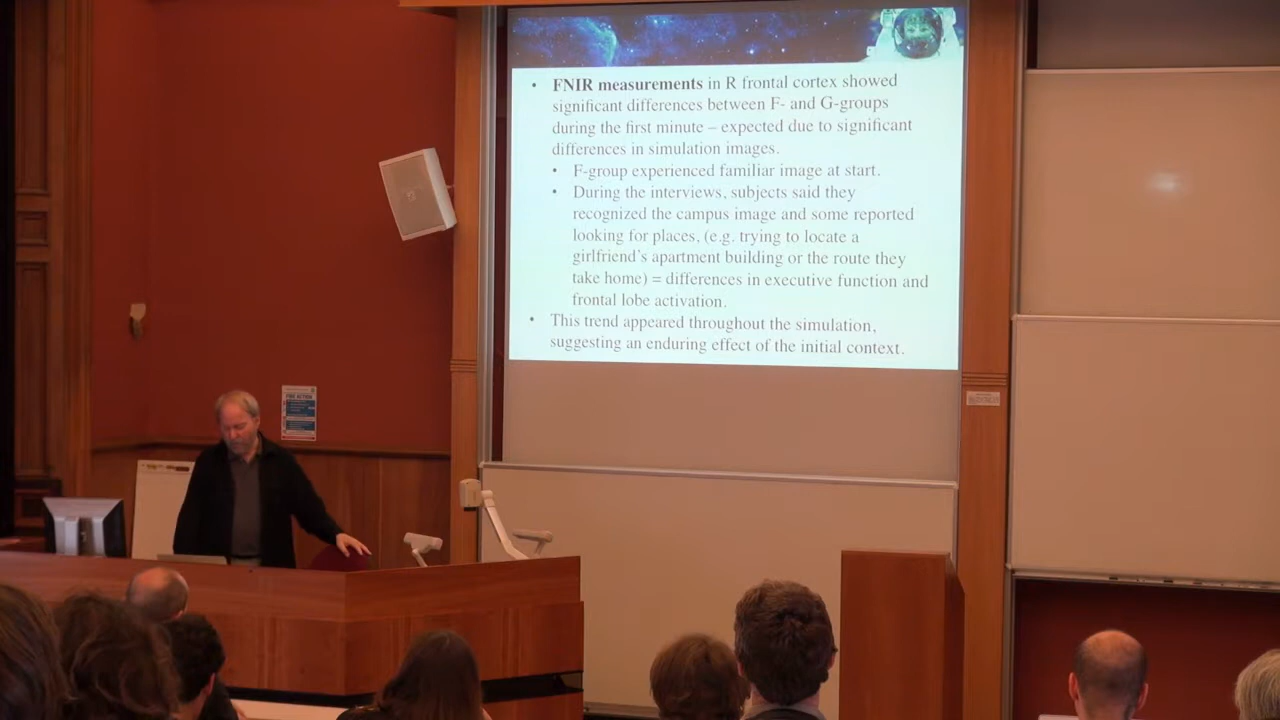 • FNIR measurements in R frontal cortex showed
significant differences between F- and G-groups
during the first minute – expected due to significant
differences in simulation images.
• F-group experienced familiar image at start.
• During the interviews, subjects said they
recognized the campus image and some reported
looking for places, (e.g. trying to locate a
girlfriend's apartment building or the route they
take home) = differences in executive function and
frontal lobe activation.
• This trend appeared throughout the simulation,
suggesting an enduring effect of the initial context.
FIRE ACTION